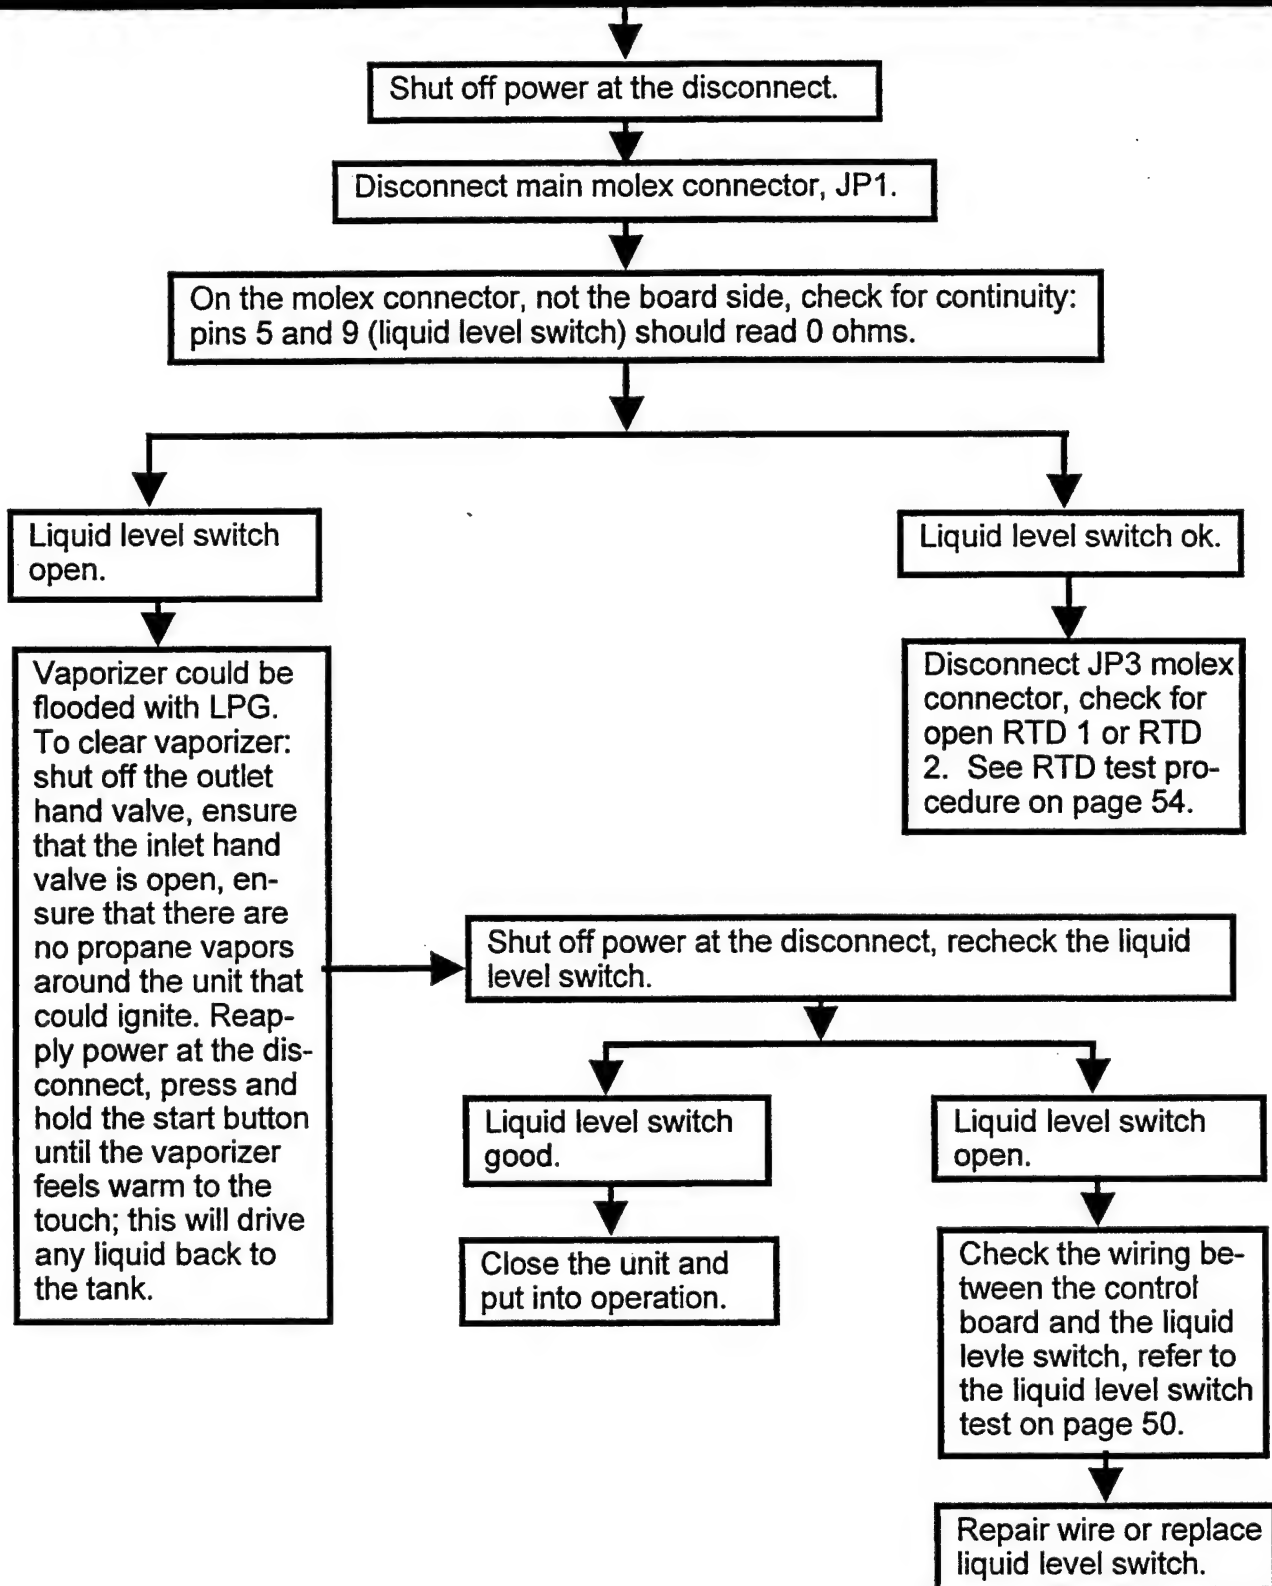 Shut off power at the disconnect.
Disconnect main molex connector, JP1.
On the molex connector, not the board side, check for continuity:
pins 5 and 9 (liquid level switch) should read 0 ohms.
Liquid level switch
open.
Liquid level switch ok.
Vaporizer could be
flooded with LPG.
To clear vaporizer:
shut off the outlet
hand valve, ensure
that the inlet hand
valve is open, en-
sure that there are
no propane vapors
around the unit that
could ignite. Reap-
ply power at the dis-
connect, press and
hold the start button
until the vaporizer
feels warm to the
touch; this will drive
any liquid back to
the tank.
Disconnect JP3 molex
connector, check for
open RTD 1 or RTD
2. See RTD test pro-
cedure on page 54.
Shut off power at the disconnect, recheck the liquid
level switch.
Liquid level switch
good.
Liquid level switch
open.
Close the unit and
put into operation.
Check the wiring be-
tween the control
board and the liquid
levle switch, refer to
the liquid level switch
test on page 50.
Repair wire or replace
liquid level switch.